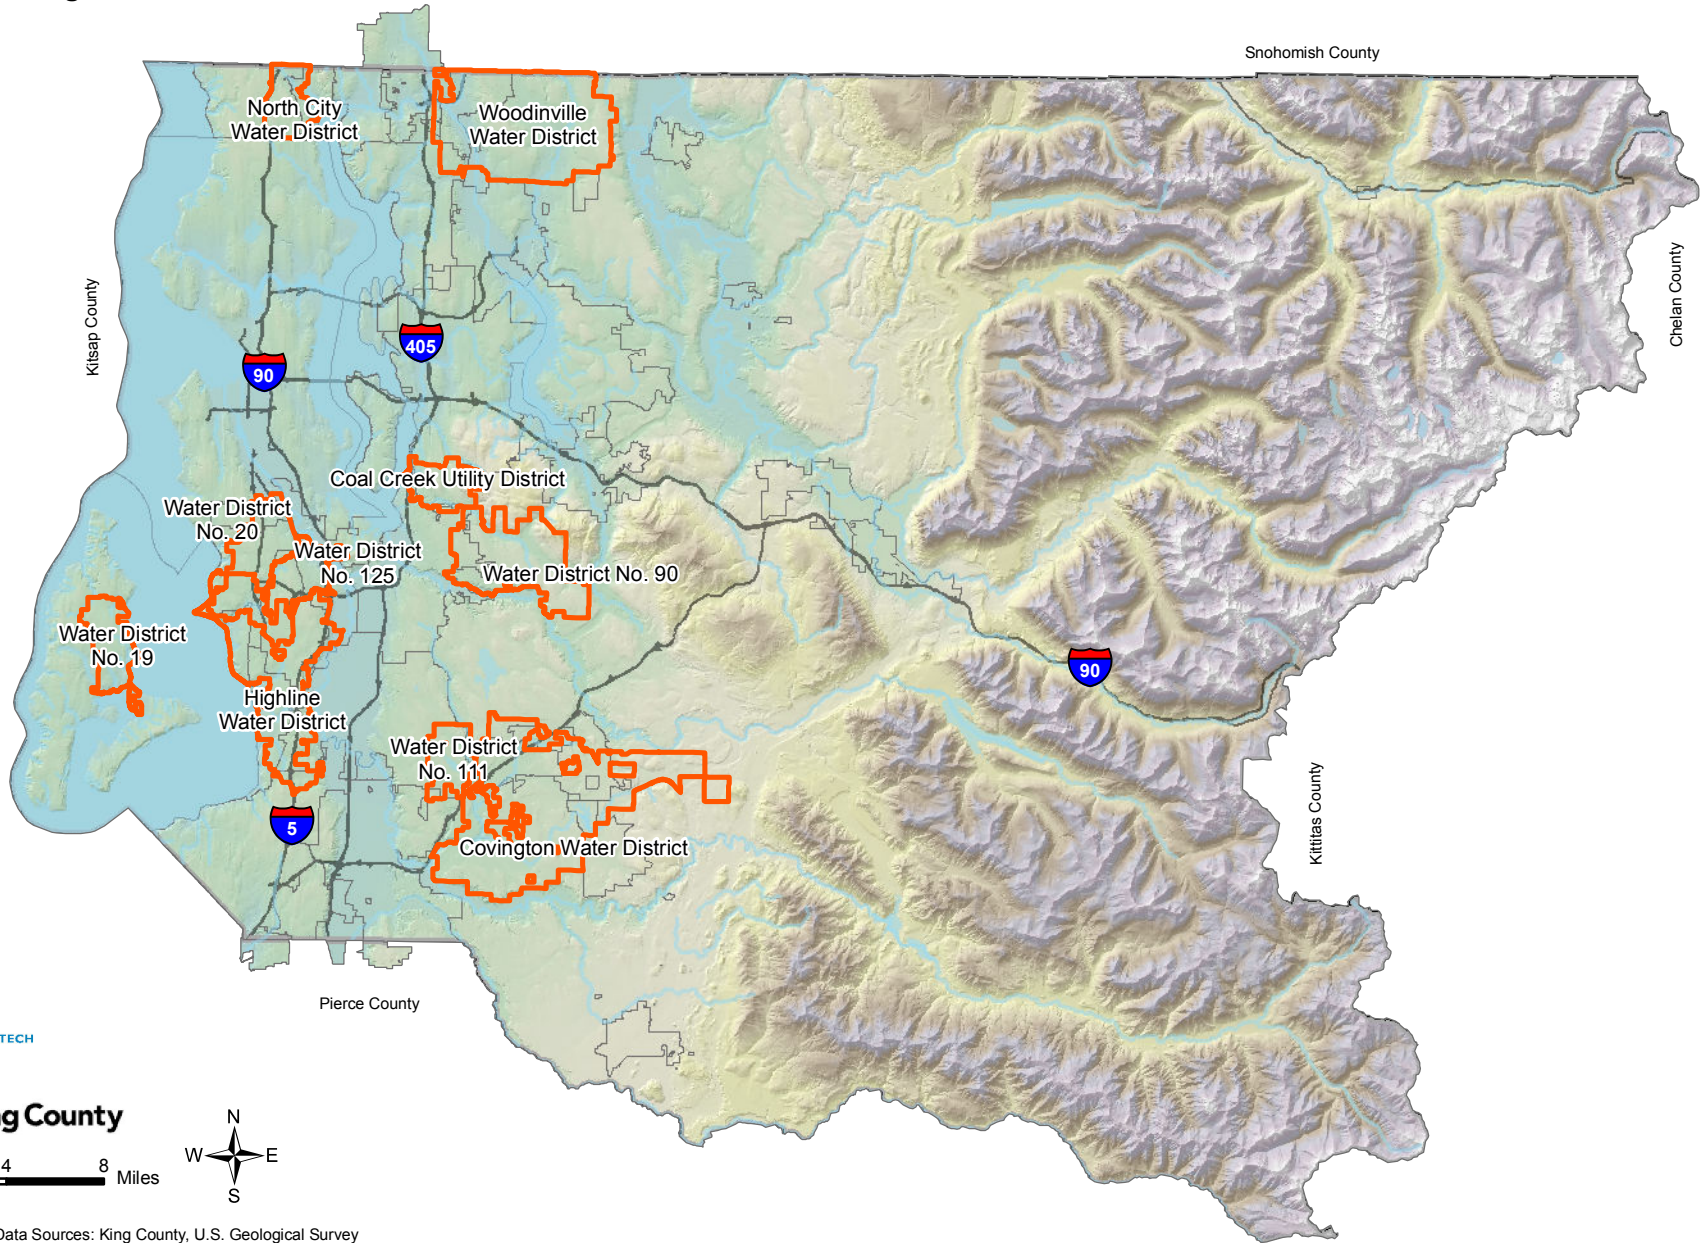 Snohomish County
North City
Water District
Woodinville
Water District
Kitsap County
Chelan County
405
90
Coal Creek Utility District
Water District
No. 20
Water District
No. 125
Water District No. 90
Water District
No. 19
90
Highline
Water District
Water District
No. 111
Kittitas County
5
Covington Water District
Pierce County
TECH
g County
N
W E
S
4 8 Miles
Data Sources: King County, U.S. Geological Survey